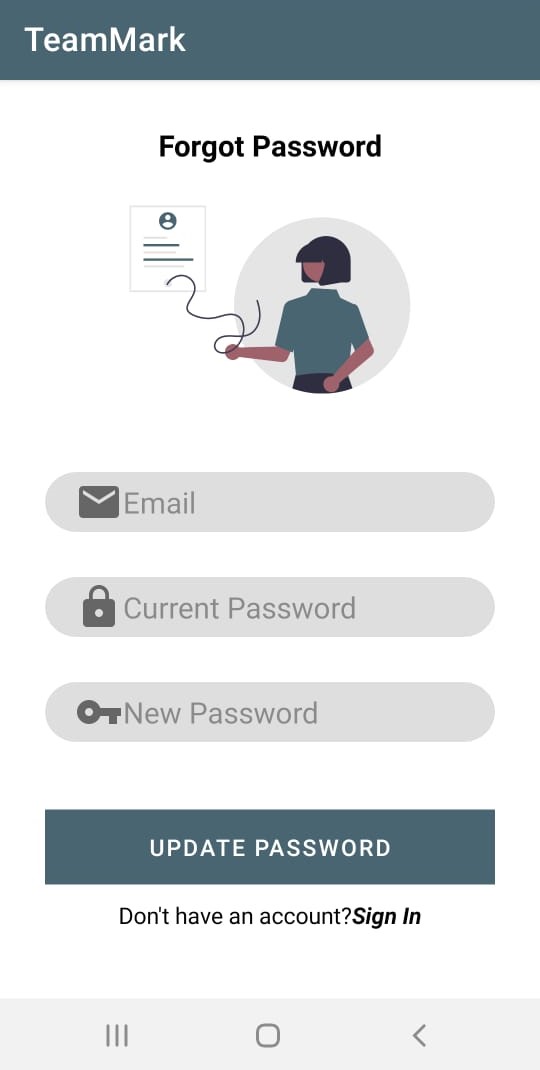 TeamMark
Forgot Password
Email
Current Password
New Password
UPDATE PASSWORD
Don't have an account?Sign In